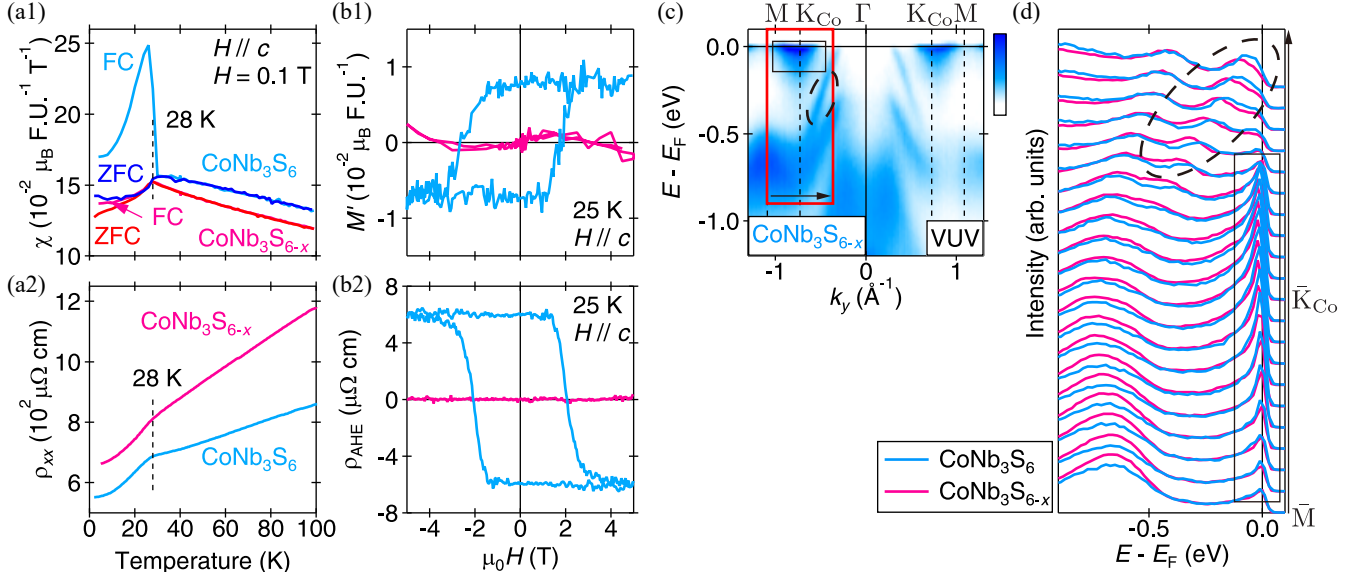 (a1)
FC
H // c
H = 0.1 T
28 K
ZFC
CoNb₃S₆
FC
ZFC
CoNb₃S₆₋ₓ
χ (10⁻² μB F.U.⁻¹ T⁻¹)
25
20
15
10
(a2)
CoNb₃S₆₋ₓ
28 K
CoNb₃S₆
ρxx (10² μΩ cm)
12
10
8
6
0 20 40 60 80 100
Temperature (K)
(b1)
M' (10⁻² μB F.U.⁻¹)
1
0
-1
25 K
H // c
(b2)
25 K
H // c
ρAHE (μΩ cm)
8
4
0
-4
-8
-4 -2 0 2 4
μ₀H (T)
(c)
M KCo Γ KCo M
E - EF (eV)
0.0
-0.5
-1.0
CoNb₃S₆₋ₓ
VUV
-1 0 1
ky (Å⁻¹)
(d)
Intensity (arb. units)
K̄Co
M̄
-0.5 0.0
E - EF (eV)
CoNb₃S₆
CoNb₃S₆₋ₓ